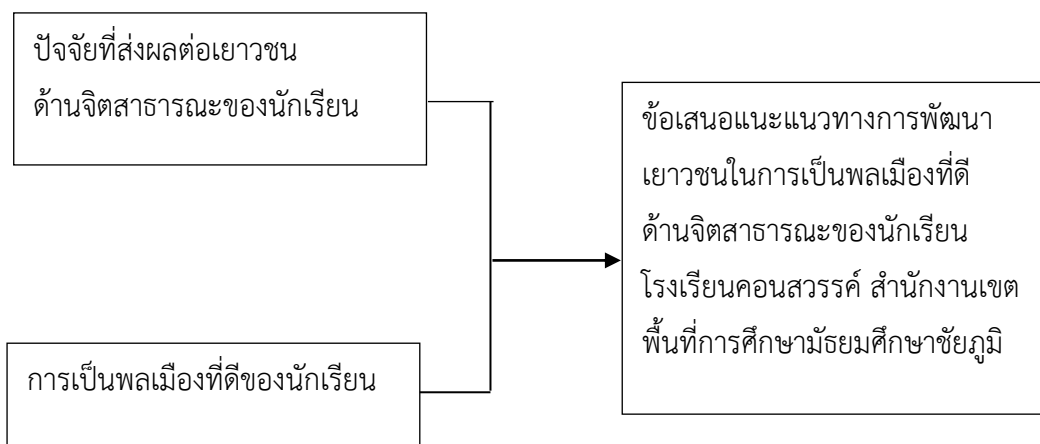 ปัจจัยที่ส่งผลต่อเยาวชน
ด้านจิตสาธารณะของนักเรียน
การเป็นพลเมืองที่ดีของนักเรียน
ข้อเสนอแนะแนวทางการพัฒนา
เยาวชนในการเป็นพลเมืองที่ดี
ด้านจิตสาธารณะของนักเรียน
โรงเรียนคอนสวรรค์ สำนักงานเขต
พื้นที่การศึกษามัธยมศึกษาชัยภูมิ